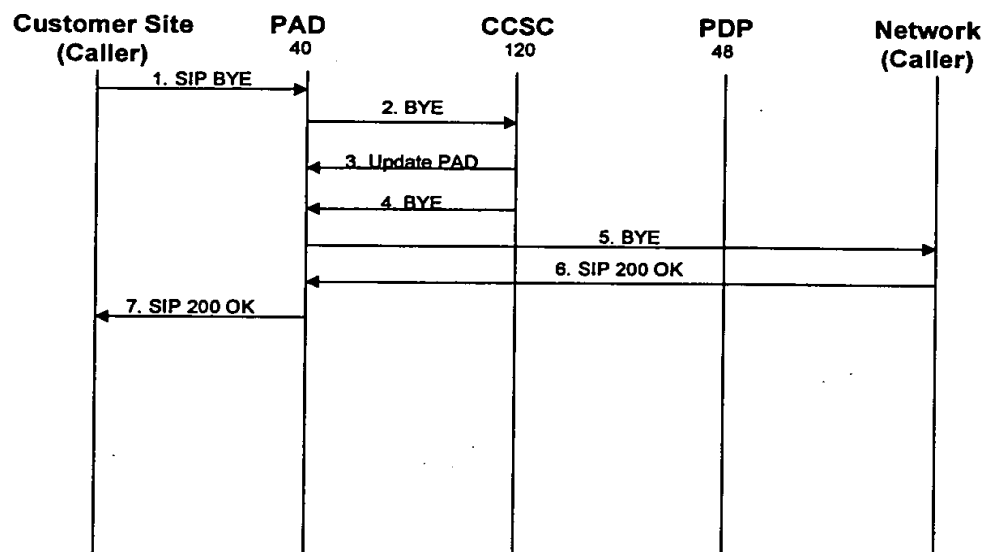 Customer Site
(Caller)
PAD
40
CCSC
120
PDP
48
Network
(Caller)
1. SIP BYE
2. BYE
3. Update PAD
4. BYE
5. BYE
6. SIP 200 OK
7. SIP 200 OK